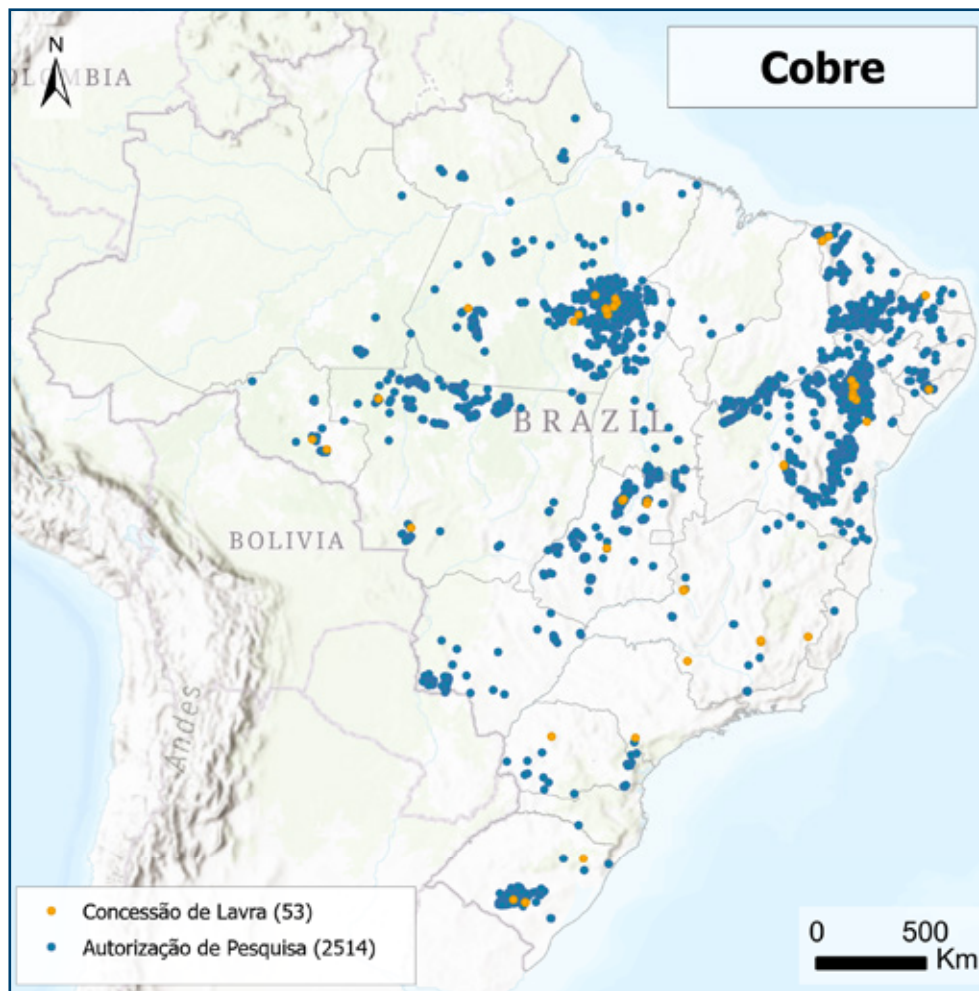 N
OLOMBIA
Cobre
BRAZIL
BOLIVIA
Andes
Concessão de Lavra (53)
Autorização de Pesquisa (2514)
0 500
Km